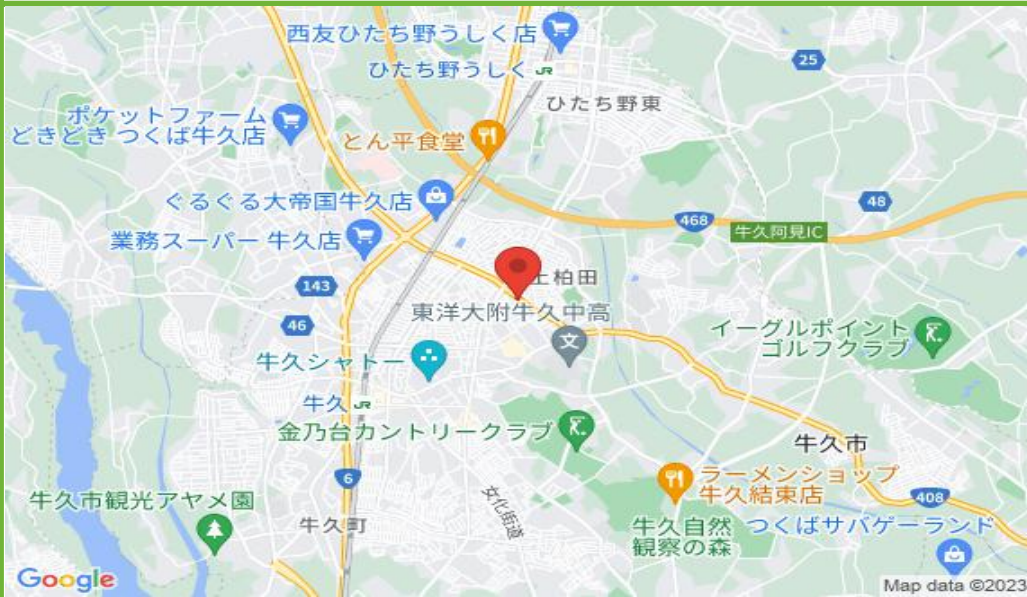 西友ひたち野うしく店
ひたち野うしく JR
25
ひたち野東
ポケットファーム
どきどき つくば牛久店
とん平食堂
ぐるぐる大帝国牛久店
48
468
牛久阿見IC
業務スーパー 牛久店
143
上柏田
46
東洋大附牛久中高
文
イーグルポイント
ゴルフクラブ
牛久シャトー
牛久 JR
金乃台カントリークラブ
牛久市
6
ラーメンショップ
牛久結束店
408
牛久市観光アヤメ園
牛久町
文化街道
牛久自然
観察の森
つくばサバゲーランド
Google
Map data ©2023